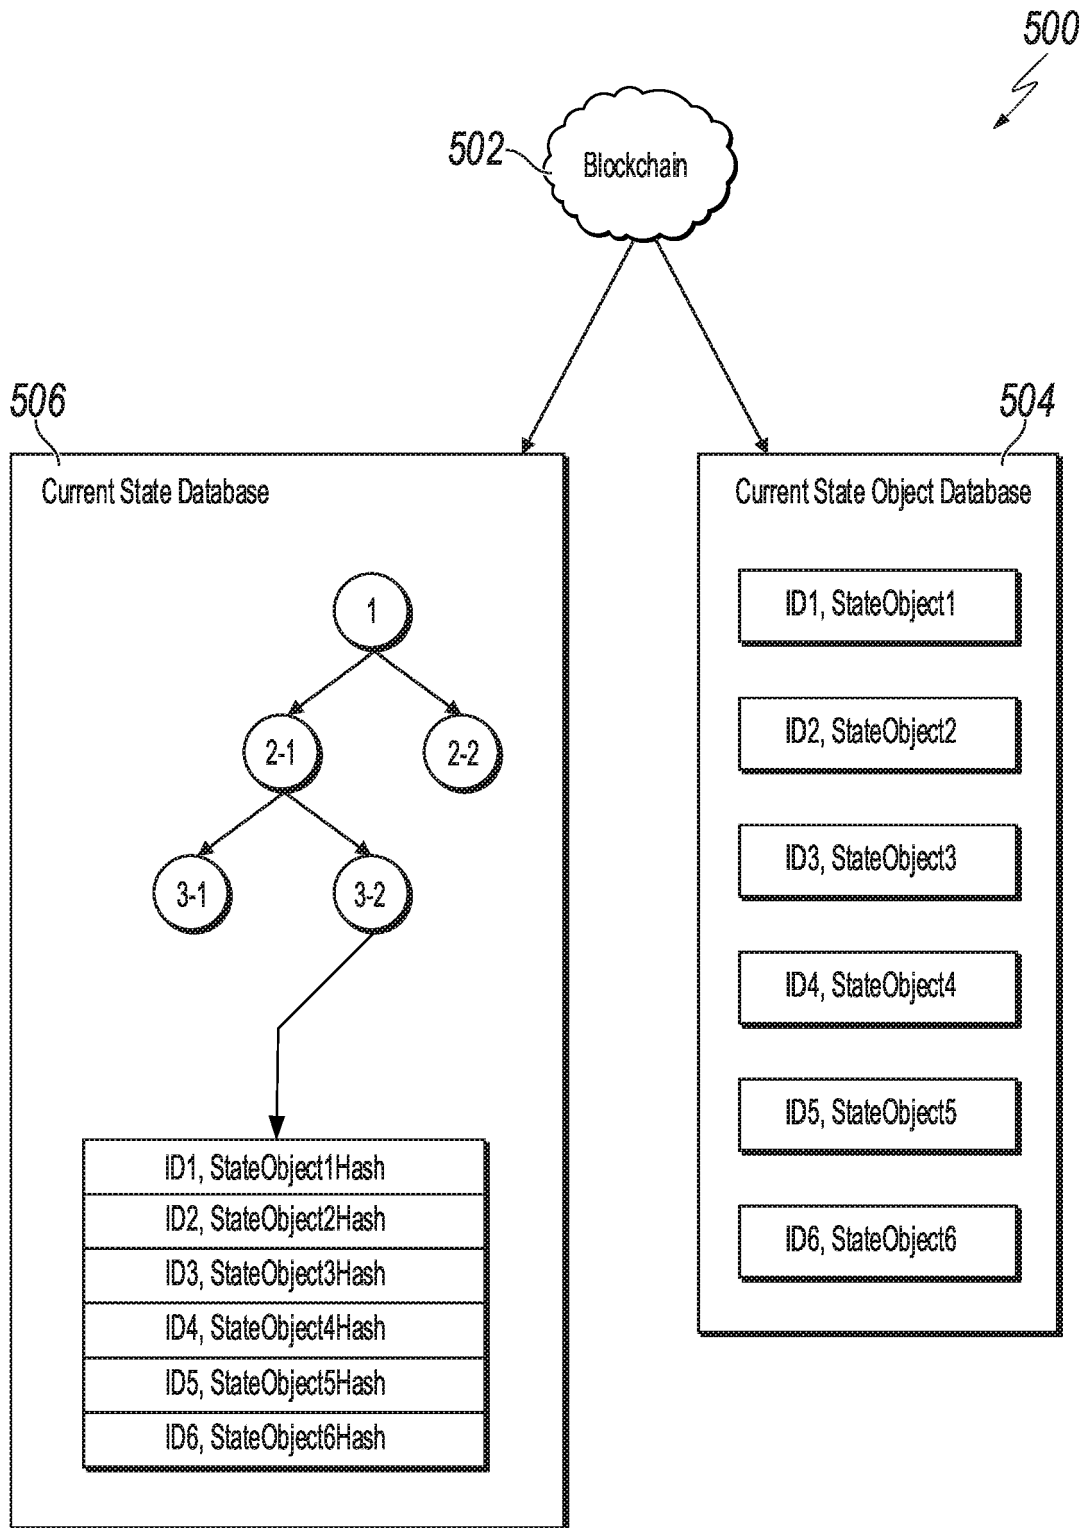 500
502
Blockchain
506
504
Current State Database
Current State Object Database
1
2-1
2-2
3-1
3-2
ID1, StateObject1Hash
ID2, StateObject2Hash
ID3, StateObject3Hash
ID4, StateObject4Hash
ID5, StateObject5Hash
ID6, StateObject6Hash
ID1, StateObject1
ID2, StateObject2
ID3, StateObject3
ID4, StateObject4
ID5, StateObject5
ID6, StateObject6